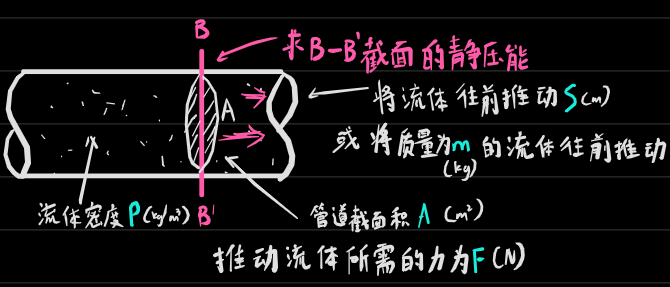 B
求B-B'截面的静压能
A
将流体往前推动S(m)
或将质量为m的流体往前推动
(kg)
流体密度P(kg/m³)
B'
管道截面积A(m²)
推动流体所需的力为F(N)